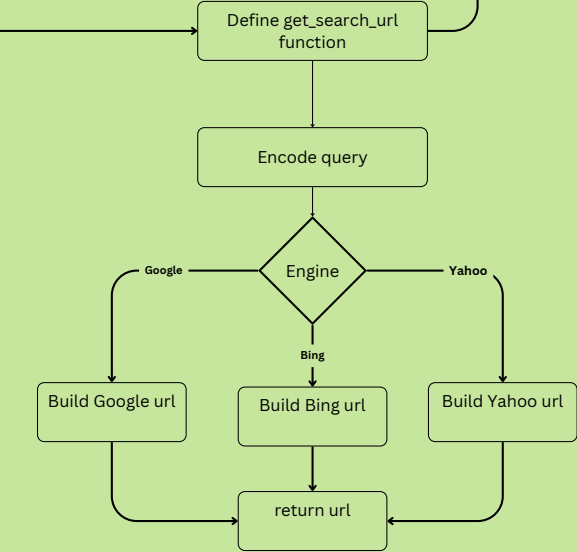 Define get_search_url
function
Encode query
Engine
Google
Yahoo
Bing
Build Google url
Build Bing url
Build Yahoo url
return url